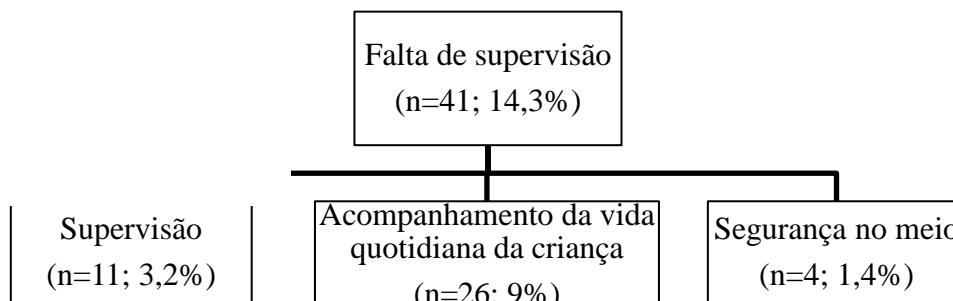 Falta de supervisão
(n=41; 14,3%)
Supervisão
(n=11; 3,2%)
Acompanhamento da vida
quotidiana da criança
(n=26; 9%)
Segurança no meio
(n=4; 1,4%)